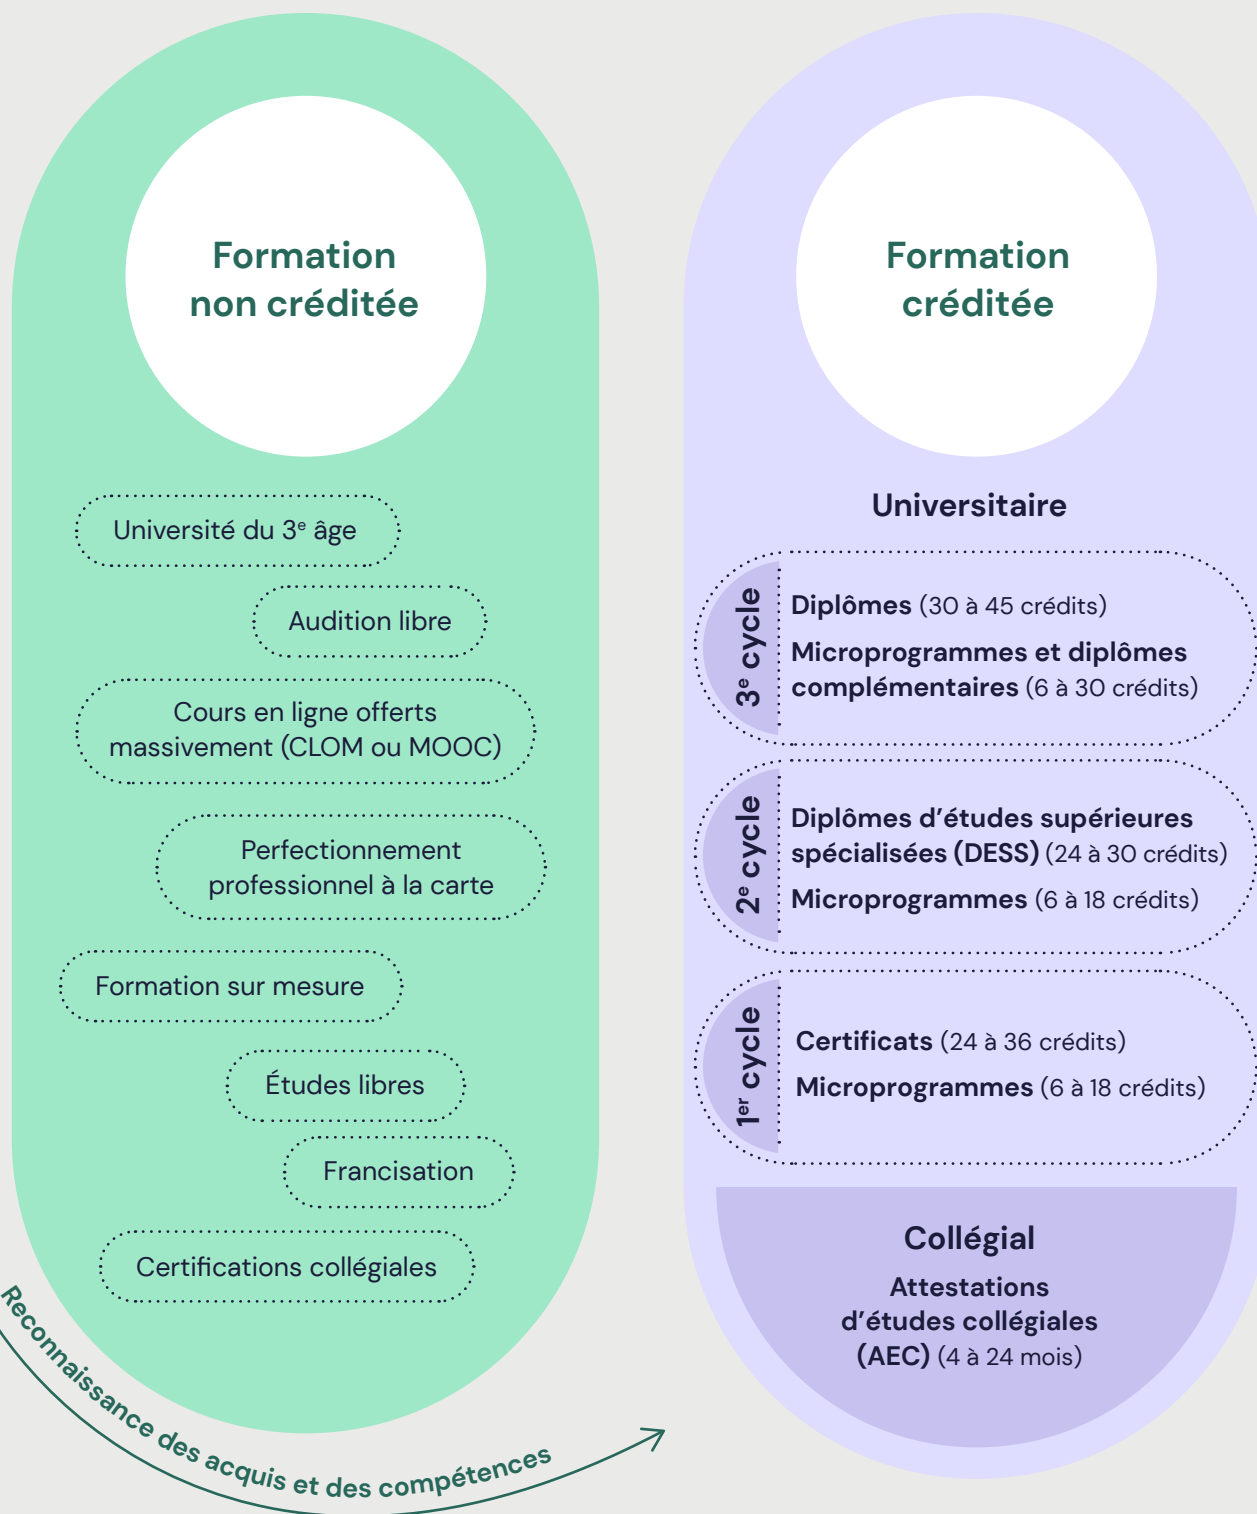 Formation
non créditée
Université du 3e âge
Audition libre
Cours en ligne offerts
massivement (CLOM ou MOOC)
Perfectionnement
professionnel à la carte
Formation sur mesure
Études libres
Francisation
Certifications collégiales
Reconnaissance des acquis et des compétences
Formation
créditée
Universitaire
3e cycle
Diplômes (30 à 45 crédits)
Microprogrammes et diplômes
complémentaires (6 à 30 crédits)
2e cycle
Diplômes d’études supérieures
spécialisées (DESS) (24 à 30 crédits)
Microprogrammes (6 à 18 crédits)
1er cycle
Certificats (24 à 36 crédits)
Microprogrammes (6 à 18 crédits)
Collégial
Attestations
d’études collégiales
(AEC) (4 à 24 mois)